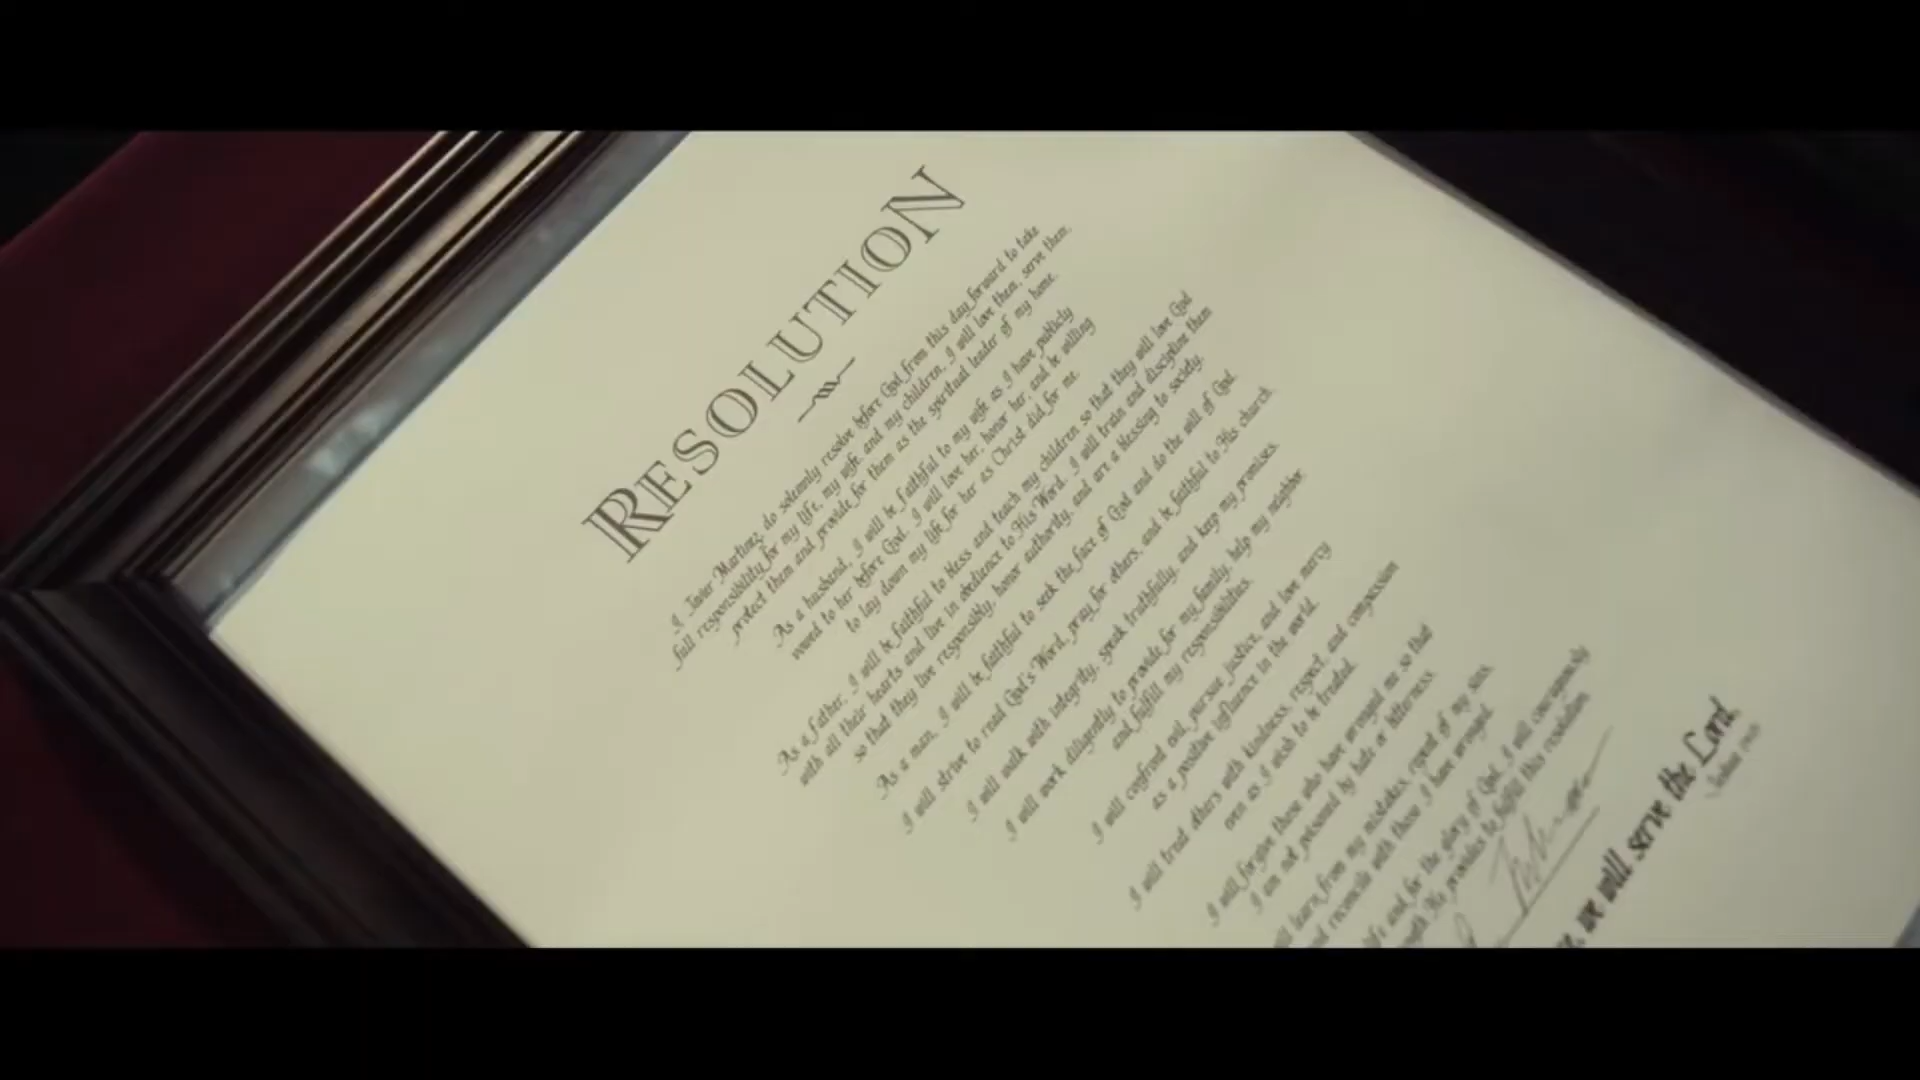 RESOLUTION
I, Javier Martinez, do solemnly resolve before God from this day forward to take
full responsibility for my life, my wife, and my children. I will love them, serve them,
protect them and provide for them as the spiritual leader of my home.
As a husband, I will be faithful to my wife as I have publicly
vowed to her before God. I will love her, honor her, and be willing
to lay down my life for her as Christ did for me.
As a father, I will be faithful to bless and teach my children so that they will love God
with all their hearts and live in obedience to His Word. I will train and discipline them
so that they live responsibly, honor authority, and are a blessing to society.
As a man, I will be faithful to seek the face of God and do the will of God.
I will strive to read God's Word, pray for others, and be faithful to His church.
I will walk with integrity, speak truthfully, and keep my promises.
I will work diligently to provide for my family, help my neighbor,
and fulfill my responsibilities.
I will confront evil, pursue justice, and love mercy
as a positive influence in the world.
I will treat others with kindness, respect, and compassion
even as I wish to be treated.
I will forgive those who have wronged me so that
I am not poisoned by hate or bitterness.
learn from my mistakes, repent of my sins,
reconcile with those I have wronged.
and for the glory of God, I will courageously
His provides to fulfill this resolution.
we will serve the Lord.
Joshua